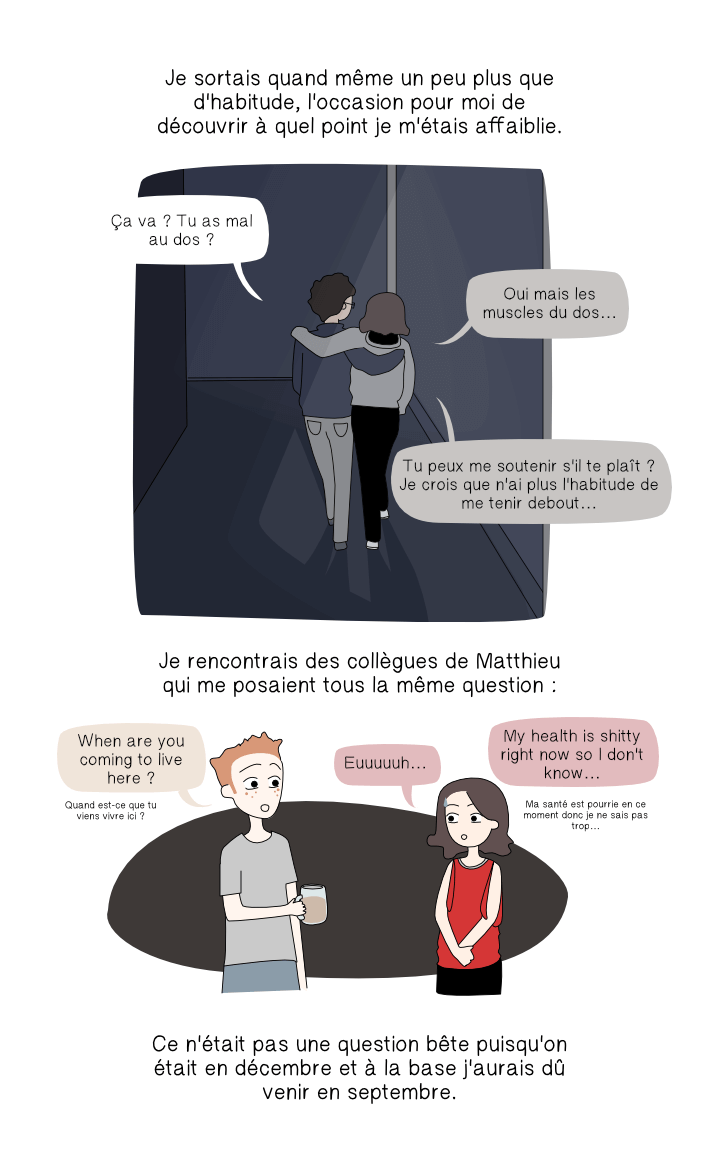 Je sortais quand même un peu plus que
d'habitude, l'occasion pour moi de
découvrir à quel point je m'étais affaiblie.
Ça va ? Tu as mal
au dos ?
Oui mais les
muscles du dos...
Tu peux me soutenir s'il te plaît ?
Je crois que n'ai plus l'habitude de
me tenir debout...
Je rencontrais des collègues de Matthieu
qui me posaient tous la même question :
When are you
coming to live
here ?
Quand est-ce que tu
viens vivre ici ?
Euuuuuh...
My health is shitty
right now so I don't
know...
Ma santé est pourrie en ce
moment donc je ne sais pas
trop...
Ce n'était pas une question bête puisqu'on
était en décembre et à la base j'aurais dû
venir en septembre.